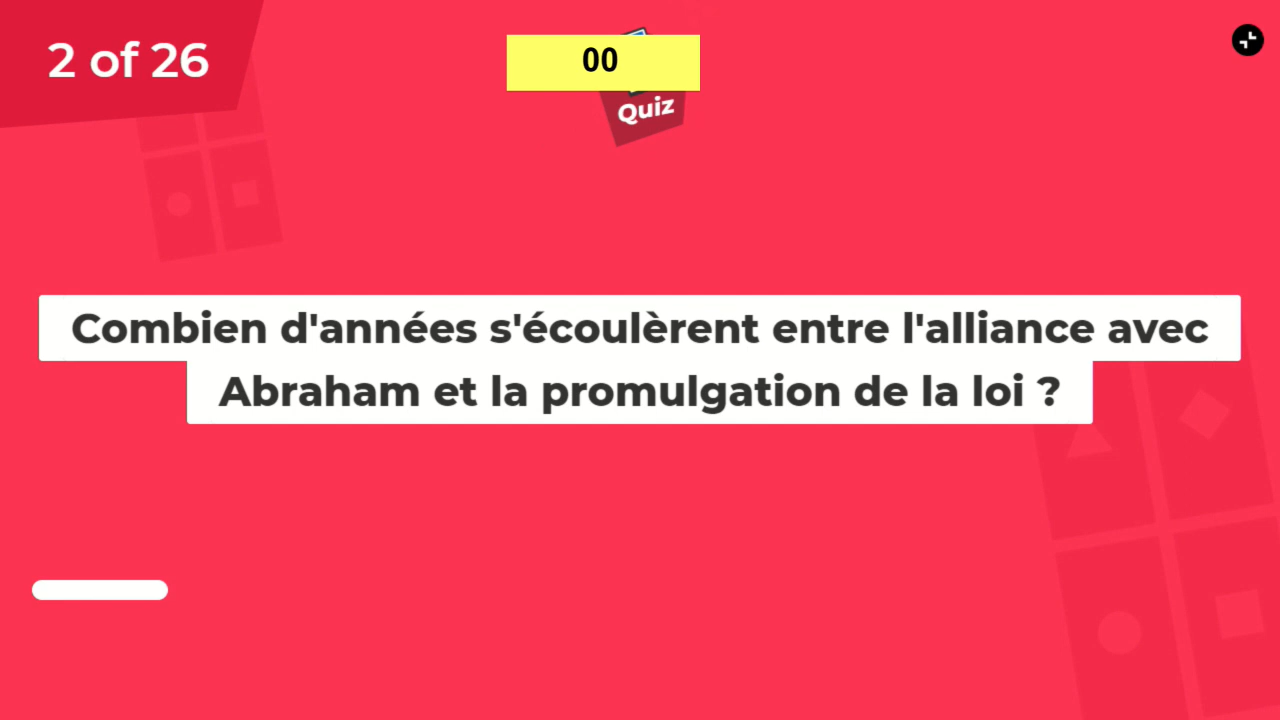 2 of 26
00
Quiz
Combien d'années s'écoulèrent entre l'alliance avec
Abraham et la promulgation de la loi ?